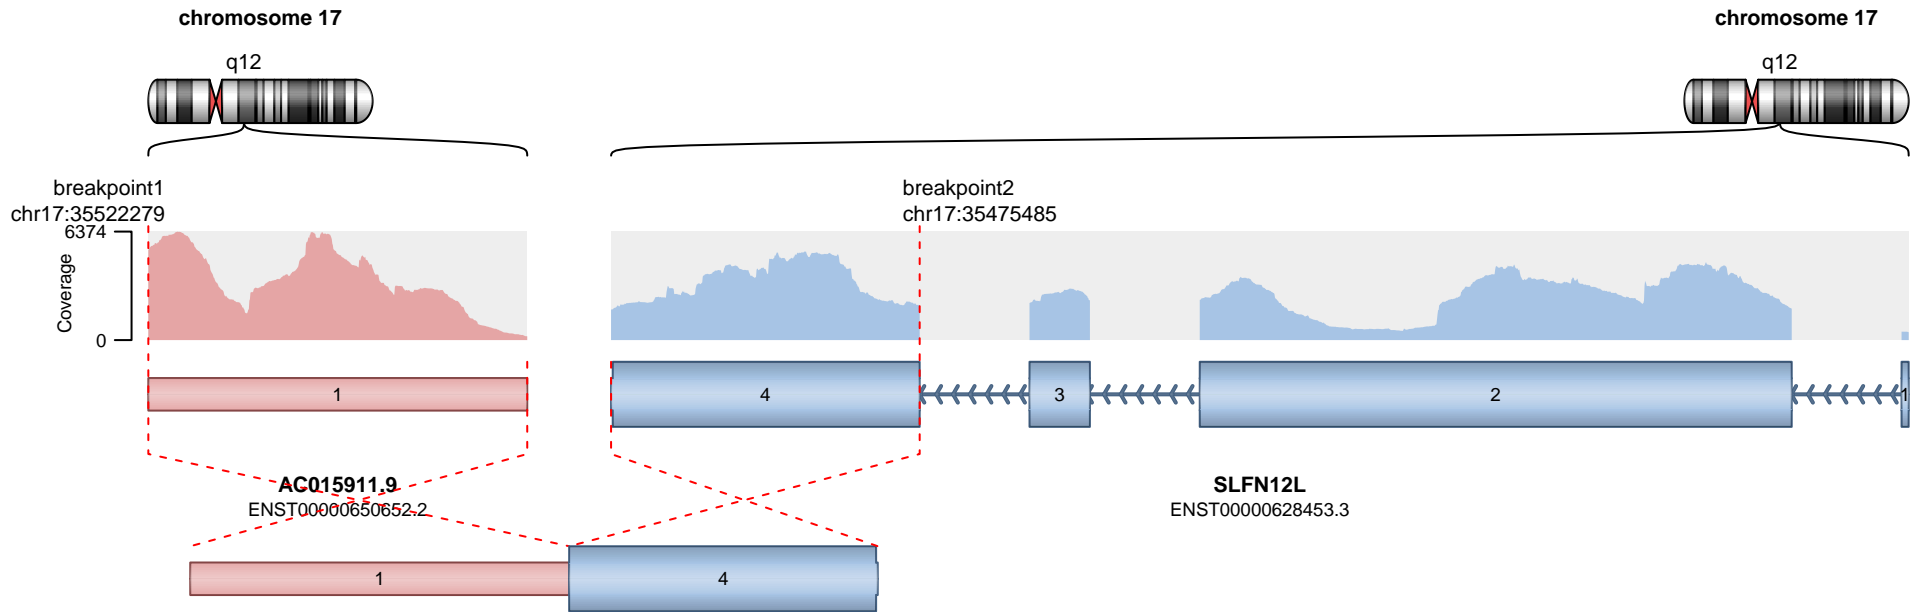 chromosome 17
chromosome 17
q12
q12
breakpoint1
chr17:35522279
breakpoint2
chr17:35475485
6374
Coverage
0
1
4
3
2
1
AC015911.9
ENST00000650652.2
SLFN12L
ENST00000628453.3
1
4